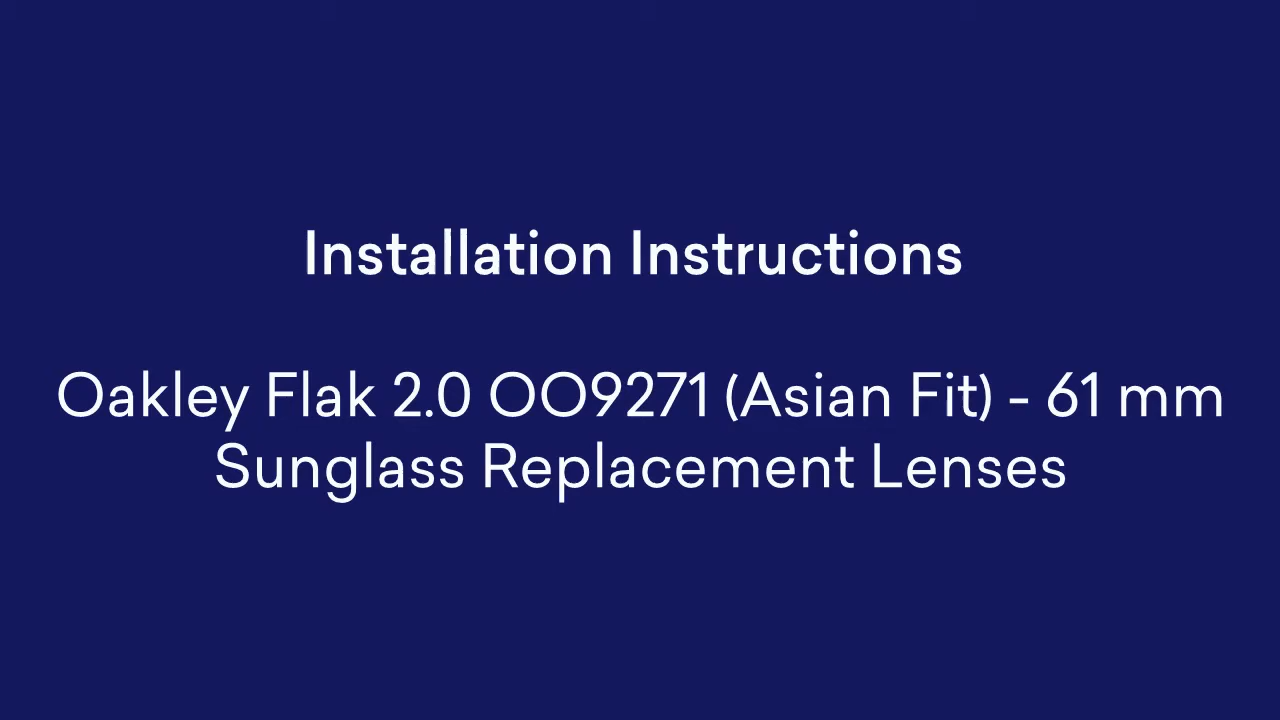 Installation Instructions
Oakley Flak 2.0 OO9271 (Asian Fit) - 61 mm
Sunglass Replacement Lenses